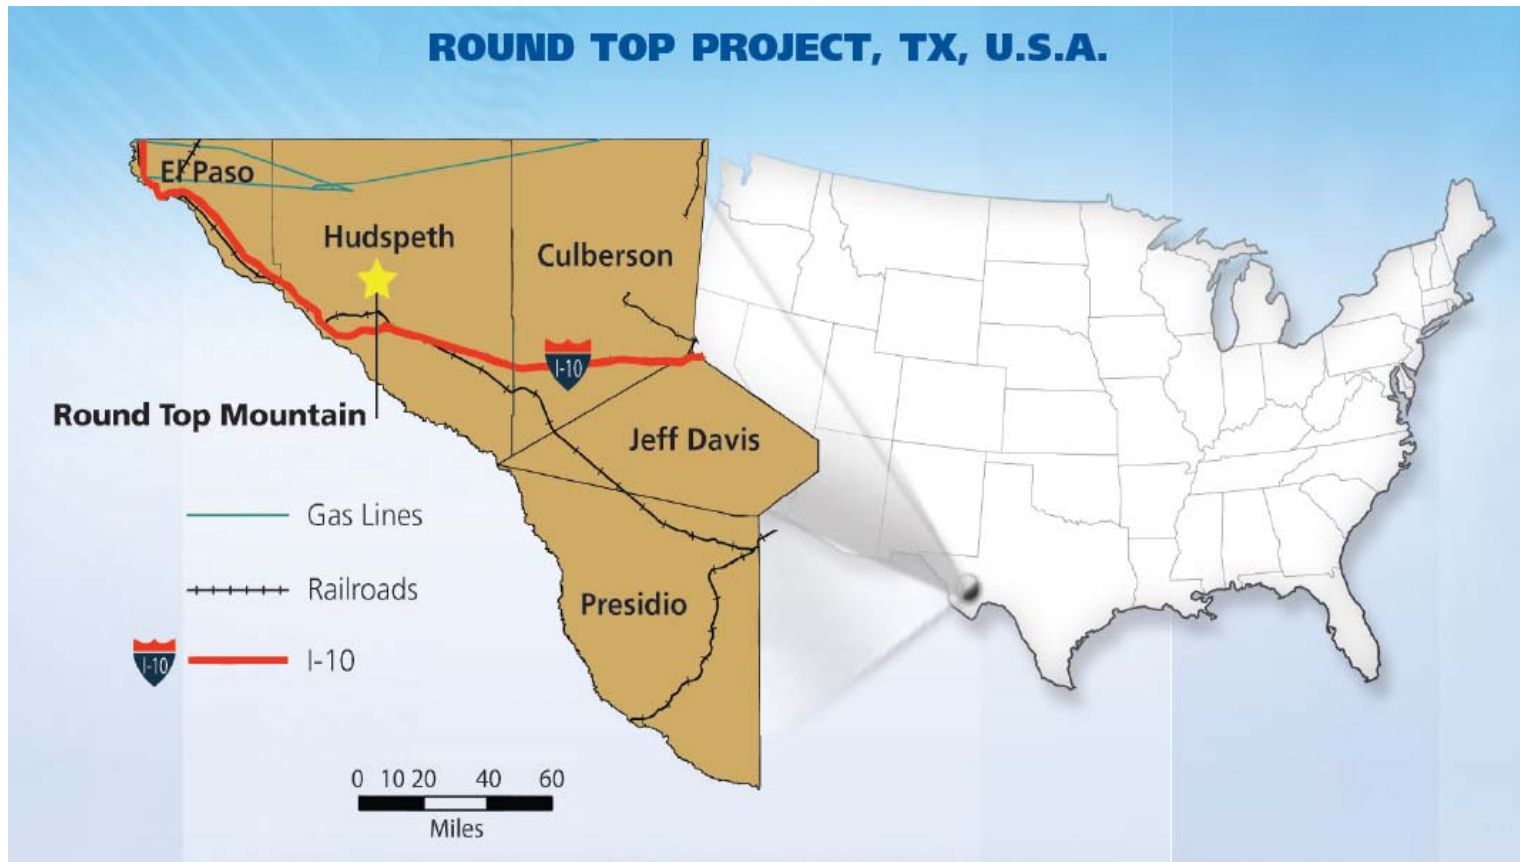 ROUND TOP PROJECT, TX, U.S.A.
El Paso
Hudspeth
Culberson
I-10
Round Top Mountain
Jeff Davis
Gas Lines
Railroads
Presidio
I-10
I-10
0 10 20 40 60
Miles